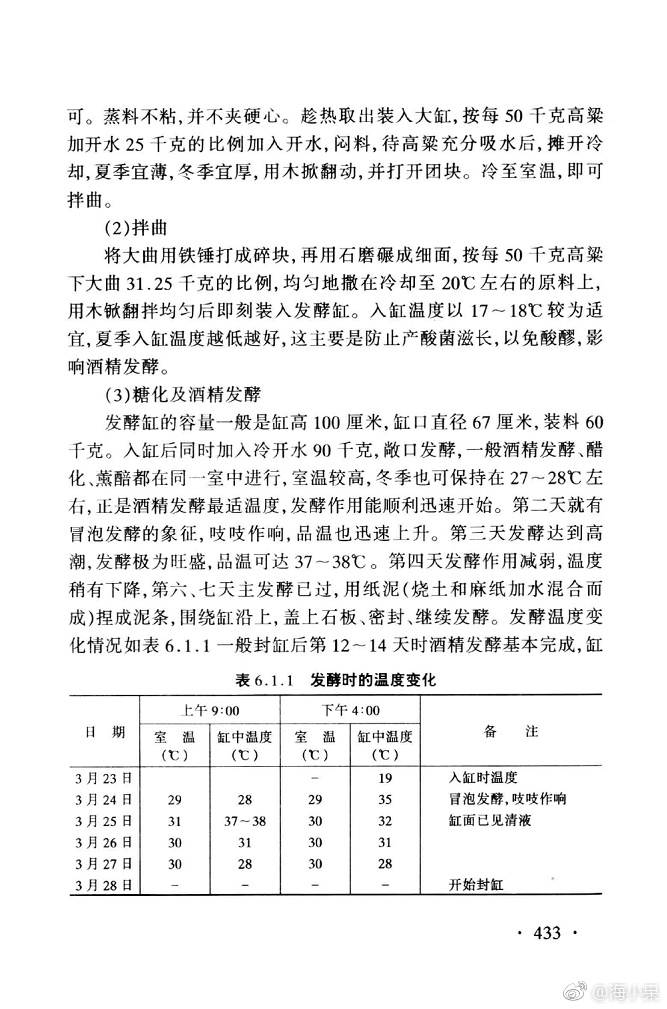 可。蒸料不粘,并不夹硬心。趁热取出装入大缸,按每 50 千克高粱
加开水 25 千克的比例加入开水,闷料,待高粱充分吸水后,摊开冷
却,夏季宜薄,冬季宜厚,用木掀翻动,并打开团块。冷至室温,即可
拌曲。
(2)拌曲
将大曲用铁锤打成碎块,再用石磨碾成细面,按每 50 千克高粱
下大曲 31.25 千克的比例,均匀地撒在冷却至 20℃左右的原料上,
用木锨翻拌均匀后即刻装入发酵缸。入缸温度以 17～18℃较为适
宜,夏季入缸温度越低越好,这主要是防止产酸菌滋长,以免酸醪,影
响酒精发酵。
(3)糖化及酒精发酵
发酵缸的容量一般是缸高 100 厘米,缸口直径 67 厘米,装料 60
千克。入缸后同时加入冷开水 90 千克,敞口发酵,一般酒精发酵、醋
化、薰醅都在同一室中进行,室温较高,冬季也可保持在 27～28℃左
右,正是酒精发酵最适温度,发酵作用能顺利迅速开始。第二天就有
冒泡发酵的象征,吱吱作响,品温也迅速上升。第三天发酵达到高
潮,发酵极为旺盛,品温可达 37～38℃。第四天发酵作用减弱,温度
稍有下降,第六、七天主发酵已过,用纸泥(烧土和麻纸加水混合而
成)捏成泥条,围绕缸沿上,盖上石板、密封、继续发酵。发酵温度变
化情况如表 6.1.1 一般封缸后第 12～14 天时酒精发酵基本完成,缸
表 6.1.1 发酵时的温度变化
日 期 上午 9:00 下午 4:00 备 注
室 温 缸中温度 室 温 缸中温度
(℃) (℃) (℃) (℃)
3 月 23 日 – 19 入缸时温度
3 月 24 日 29 28 29 35 冒泡发酵,吱吱作响
3 月 25 日 31 37～38 30 32 缸面已见清液
3 月 26 日 30 31 30 31
3 月 27 日 30 28 30 28
3 月 28 日 – – – – 开始封缸
· 433 ·
@海小呆